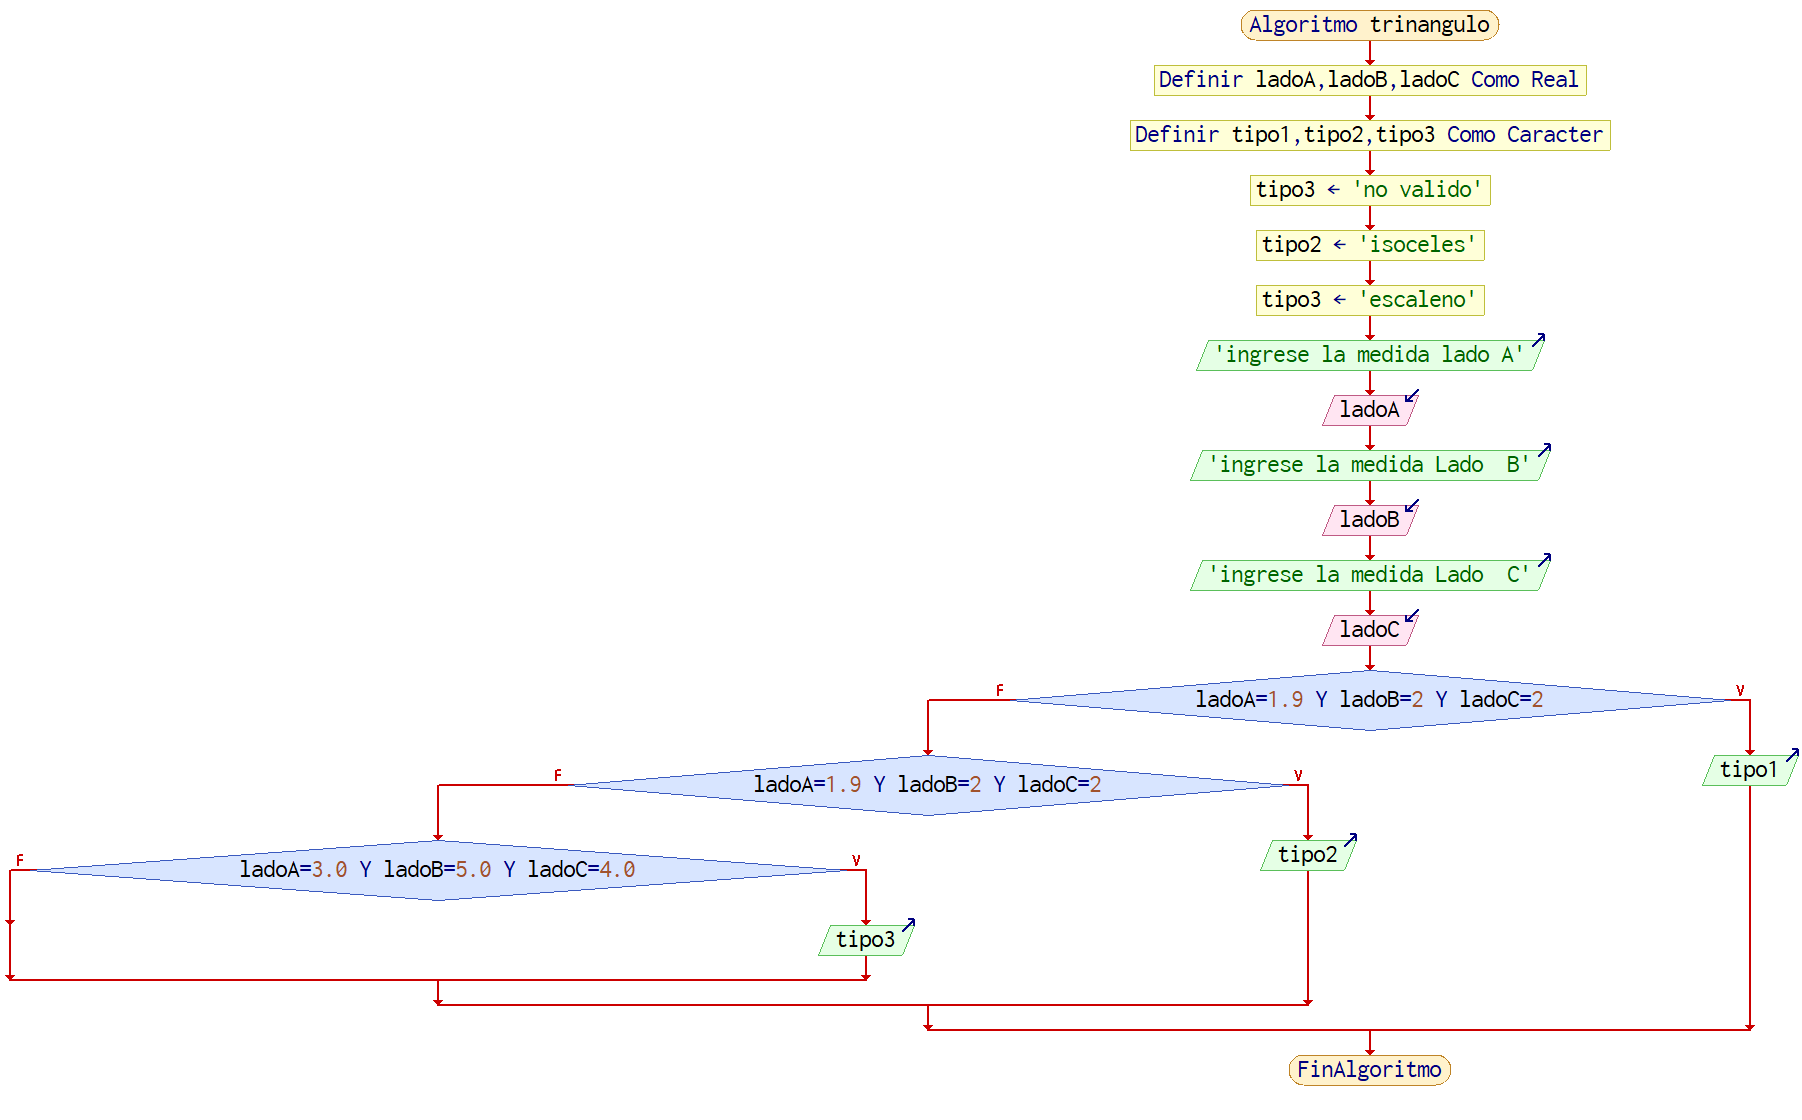 Algoritmo trinangulo
Definir ladoA,ladoB,ladoC Como Real
Definir tipo1,tipo2,tipo3 Como Caracter
tipo3 ← 'no valido'
tipo2 ← 'isoceles'
tipo3 ← 'escaleno'
'ingrese la medida lado A'
ladoA
'ingrese la medida Lado  B'
ladoB
'ingrese la medida Lado  C'
ladoC
F
ladoA=1.9 Y ladoB=2 Y ladoC=2
V
tipo1
F
ladoA=1.9 Y ladoB=2 Y ladoC=2
V
tipo2
F
ladoA=3.0 Y ladoB=5.0 Y ladoC=4.0
V
tipo3
FinAlgoritmo